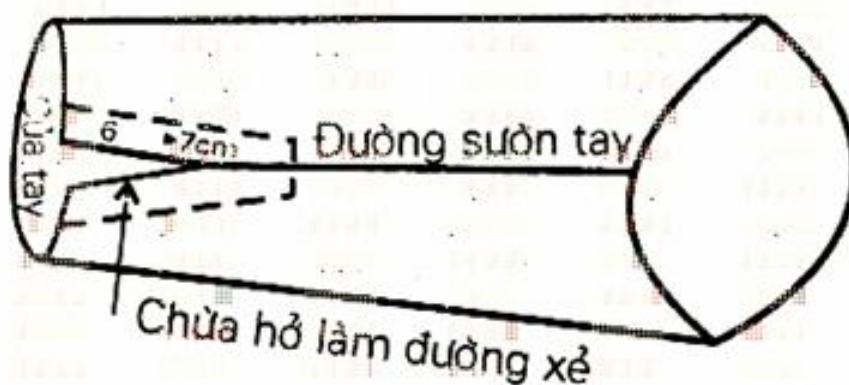 Cửa tay
6 - 7cm
Đường sườn tay
Chừa hở làm đường xẻ